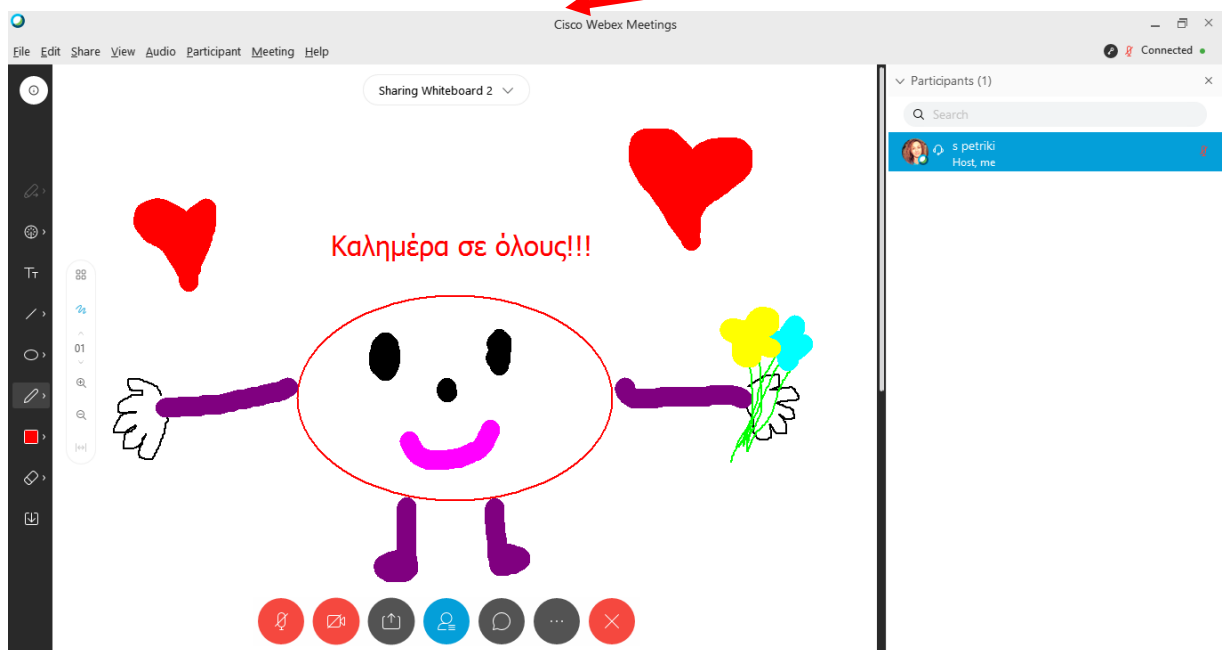 Cisco Webex Meetings
File Edit Share View Audio Participant Meeting Help
Connected
Sharing Whiteboard 2
Participants (1)
Search
s petriki
Host, me
Καλημέρα σε όλους!!!
Tт
01